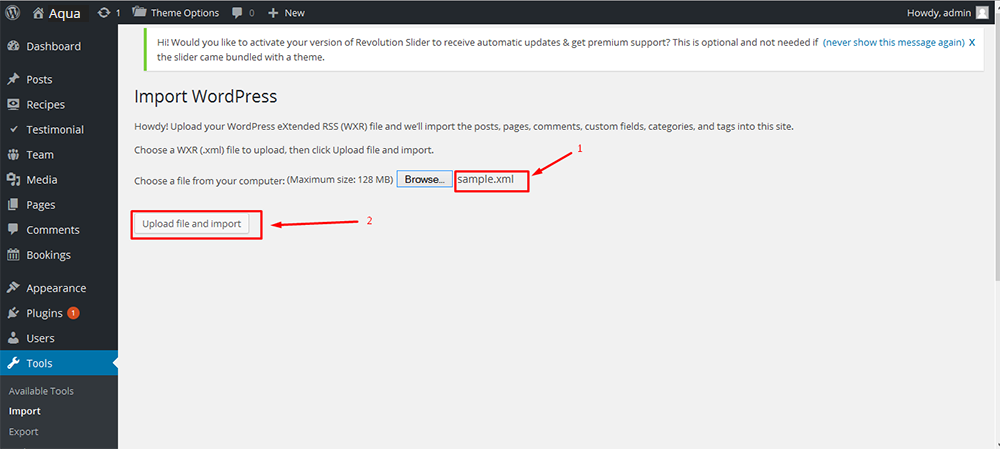 Aqua 1 Theme Options 0 New Howdy, admin
Dashboard
Posts
Recipes
Testimonial
Team
Media
Pages
Comments
Bookings
Appearance
Plugins 1
Users
Tools
Available Tools
Import
Export
Hi! Would you like to activate your version of Revolution Slider to receive automatic updates & get premium support? This is optional and not needed if (never show this message again) X
the slider came bundled with a theme.
Import WordPress
Howdy! Upload your WordPress eXtended RSS (WXR) file and we'll import the posts, pages, comments, custom fields, categories, and tags into this site.
Choose a WXR (.xml) file to upload, then click Upload file and import.
1
Choose a file from your computer: (Maximum size: 128 MB) Browse... sample.xml
Upload file and import 2